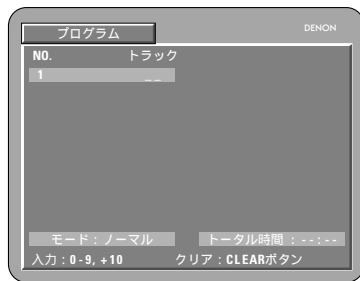 プログラム DENON
NO. トラック
1 _ _
モード：ノーマル トータル時間：--:--
入力：0-9, +10 クリア：CLEARボタン